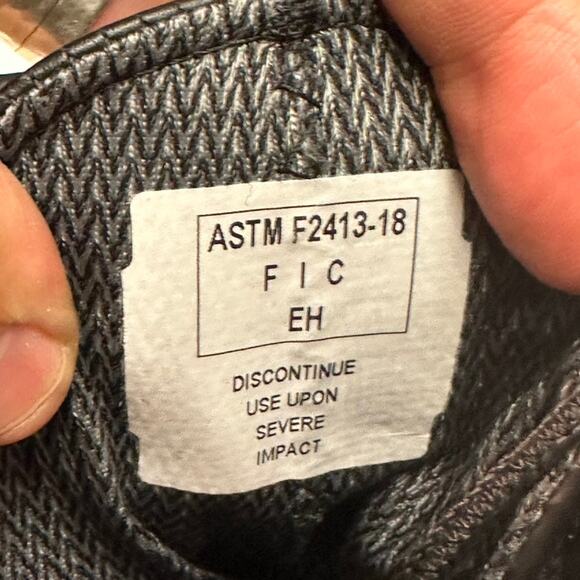 ASTM F2413-18
F I C
EH
DISCONTINUE
USE UPON
SEVERE
IMPACT